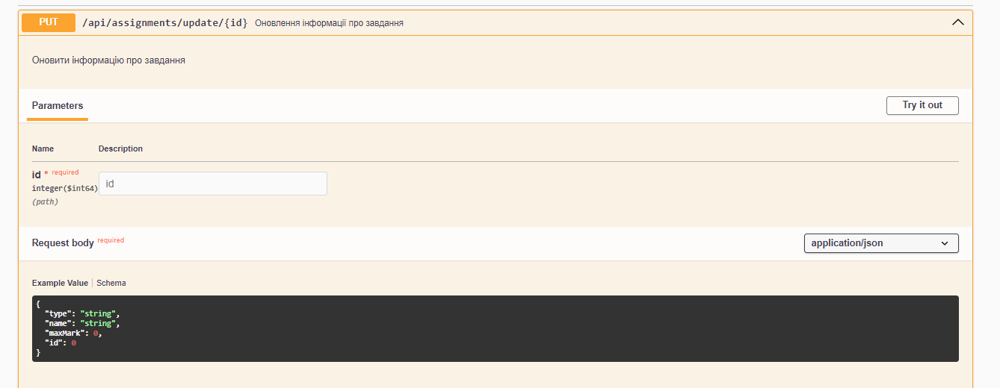 PUT /api/assignments/update/{id} Оновлення інформації про завдання
Оновити інформацію про завдання
Parameters Try it out
Name Description
id * required
integer($int64) id
(path)
Request body required application/json
Example Value Schema
{
"type": "string",
"name": "string",
"maxMark": 0,
"id": 0
}